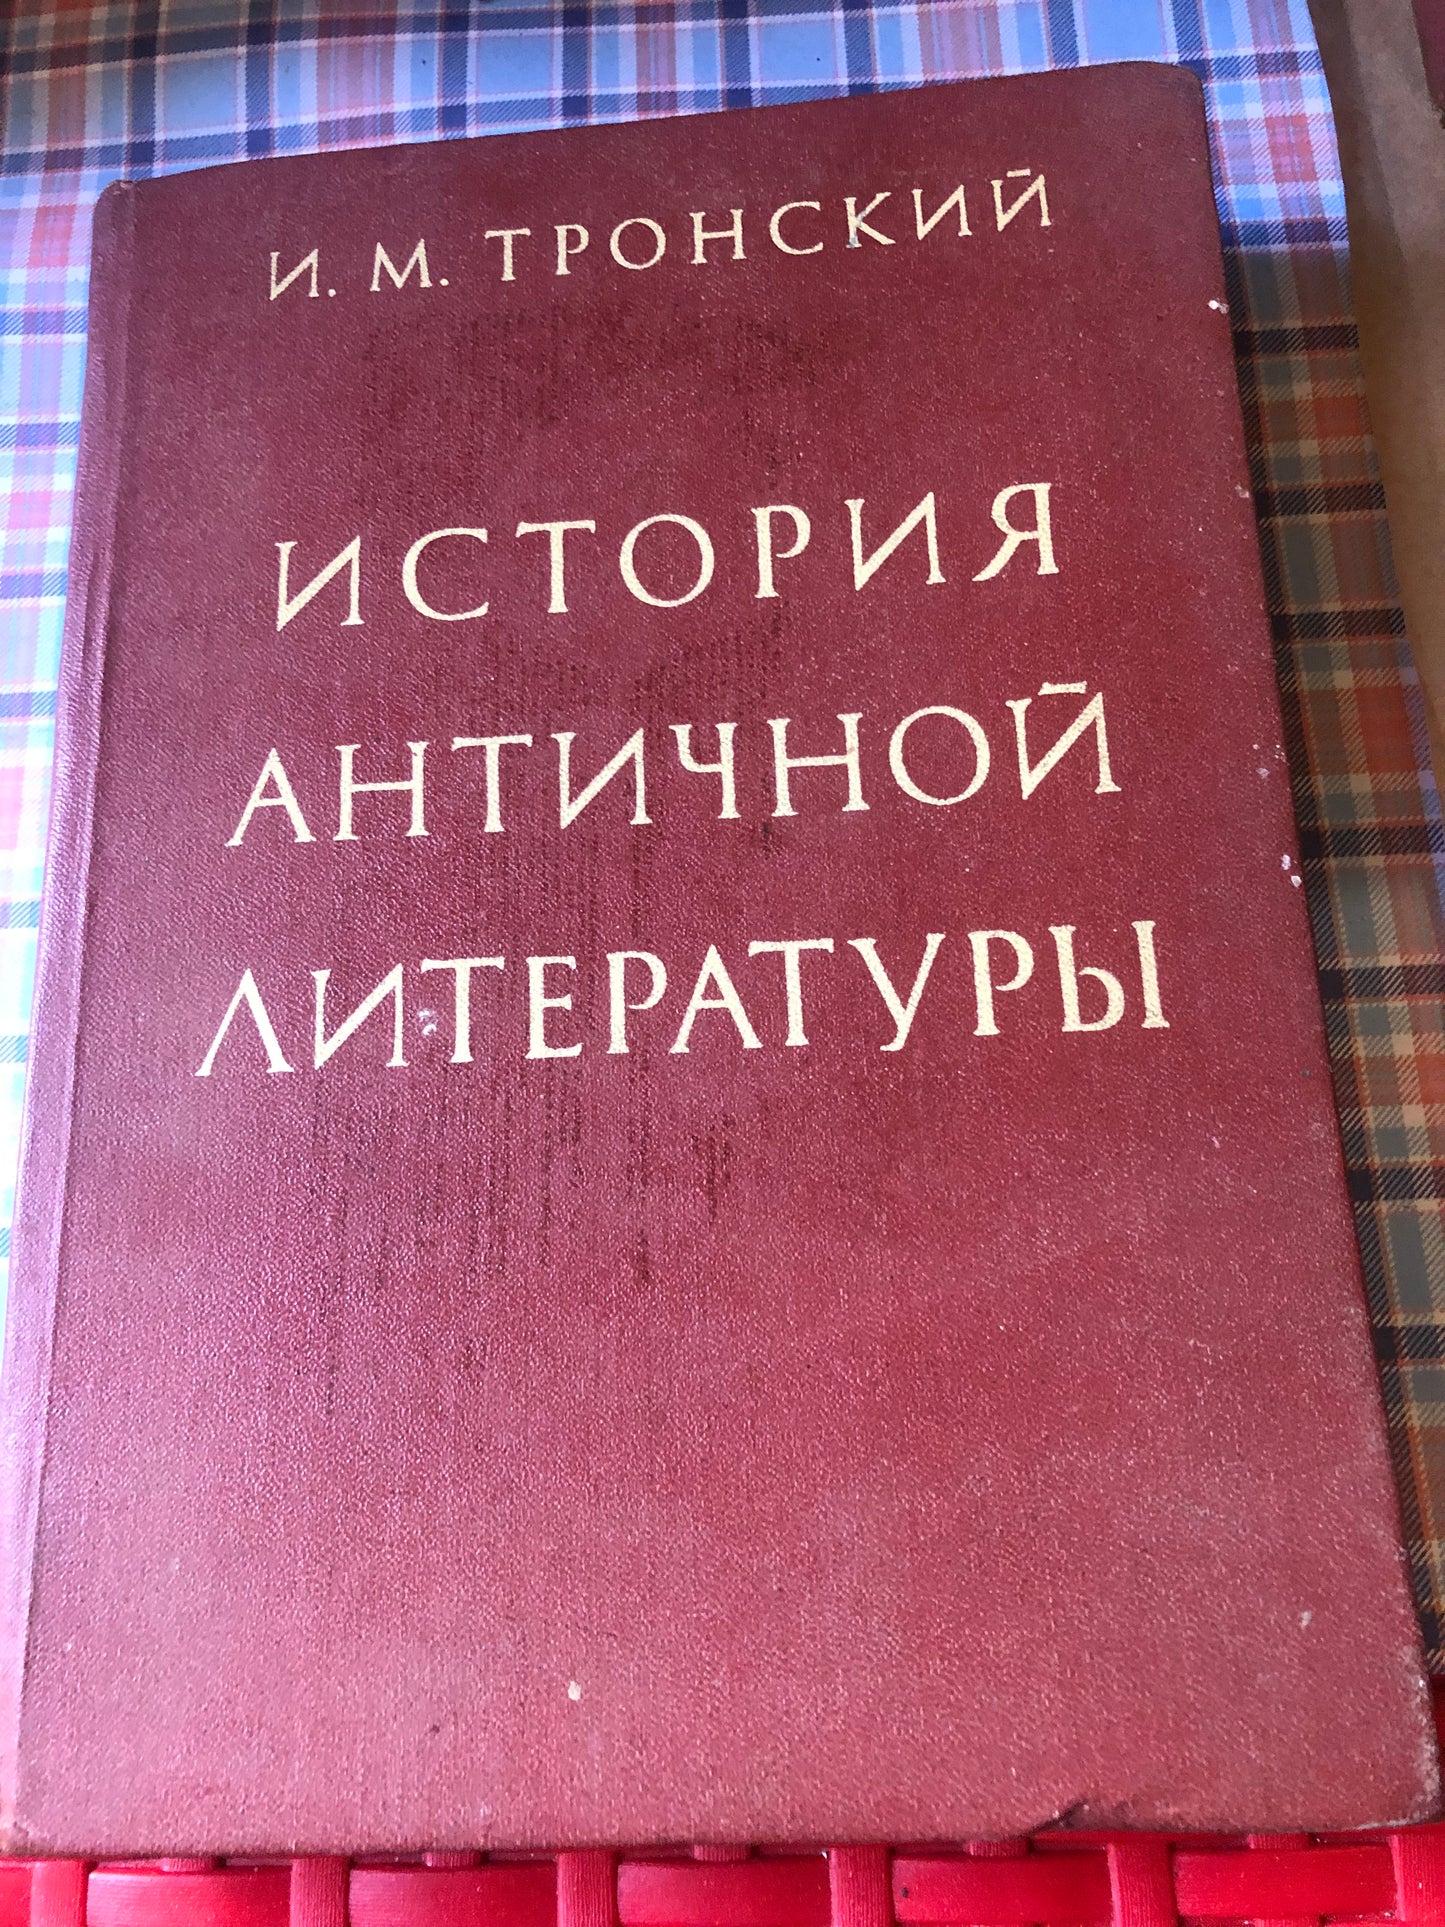 И. М. ТРОНСКИЙ
ИСТОРИЯ
АНТИЧНОЙ
ЛИТЕРАТУРЫ